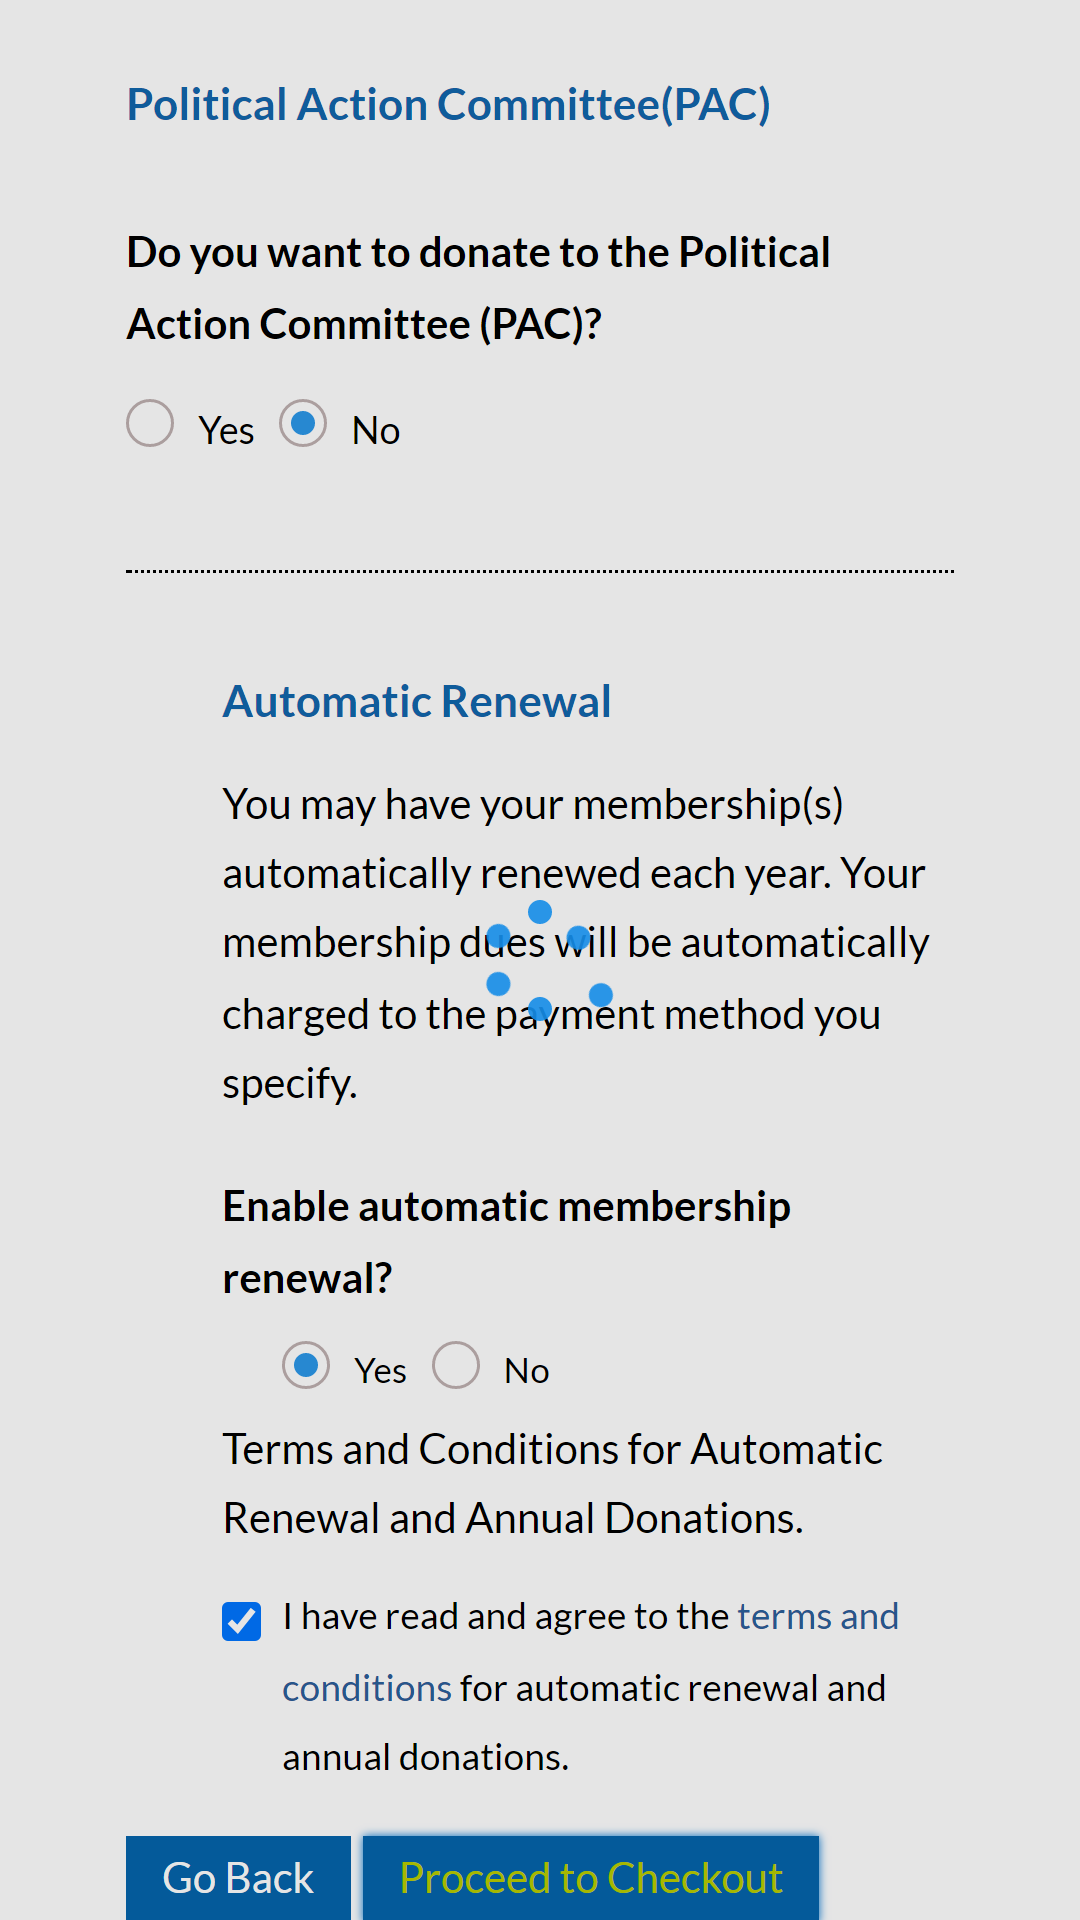 Political Action Committee(PAC)
Do you want to donate to the Political
Action Committee (PAC)?
Yes No
Automatic Renewal
You may have your membership(s)
automatically renewed each year. Your
membership dues will be automatically
charged to the payment method you
specify.
Enable automatic membership
renewal?
Yes No
Terms and Conditions for Automatic
Renewal and Annual Donations.
I have read and agree to the terms and
conditions for automatic renewal and
annual donations.
Go Back Proceed to Checkout